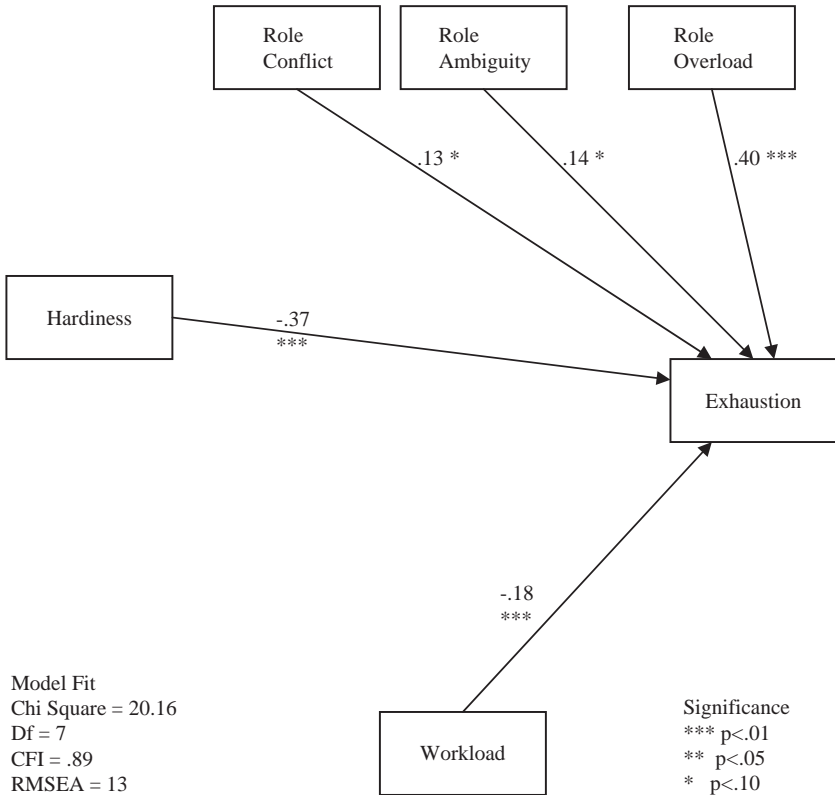 Role
Conflict
Role
Ambiguity
Role
Overload
.13 *
.14 *
.40 ***
Hardiness
-.37
***
Exhaustion
-.18
***
Workload
Model Fit
Chi Square = 20.16
Df = 7
CFI = .89
RMSEA = 13
Significance
*** p<.01
** p<.05
* p<.10